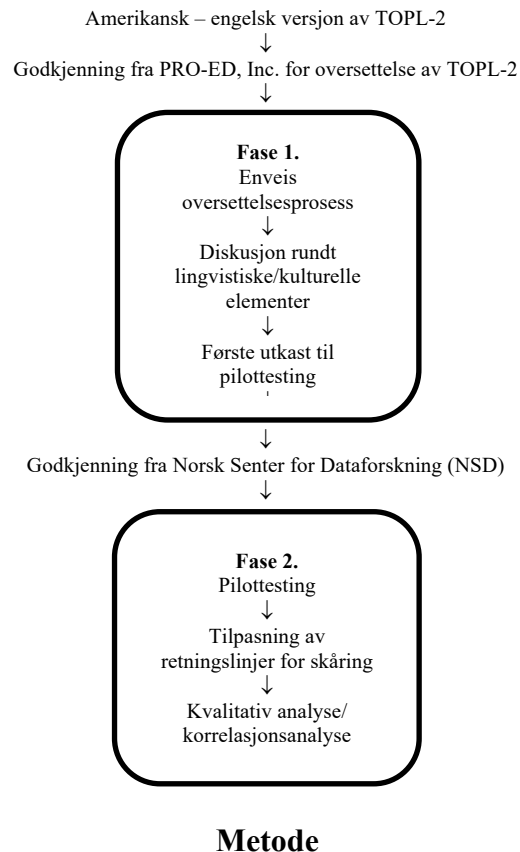 Amerikansk – engelsk versjon av TOPL-2
↓
Godkjenning fra PRO-ED, Inc. for oversettelse av TOPL-2
↓
Fase 1.
Enveis
oversettelsesprosess
↓
Diskusjon rundt
lingvistiske/kulturelle
elementer
↓
Første utkast til
pilottesting
↓
Godkjenning fra Norsk Senter for Dataforskning (NSD)
↓
Fase 2.
Pilottesting
↓
Tilpasning av
retningslinjer for skåring
↓
Kvalitativ analyse/
korrelasjonsanalyse
Metode